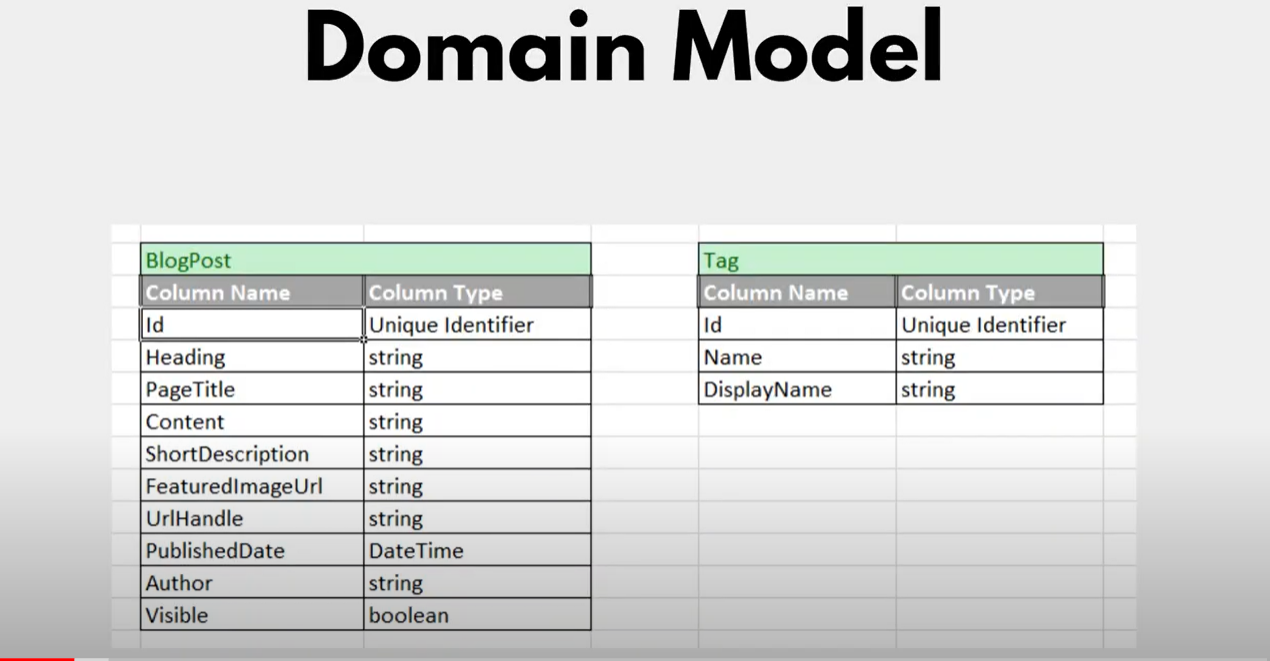 Domain Model
BlogPost
Column Name Column Type
Id Unique Identifier
Heading string
PageTitle string
Content string
ShortDescription string
FeaturedImageUrl string
UrlHandle string
PublishedDate DateTime
Author string
Visible boolean
Tag
Column Name Column Type
Id Unique Identifier
Name string
DisplayName string